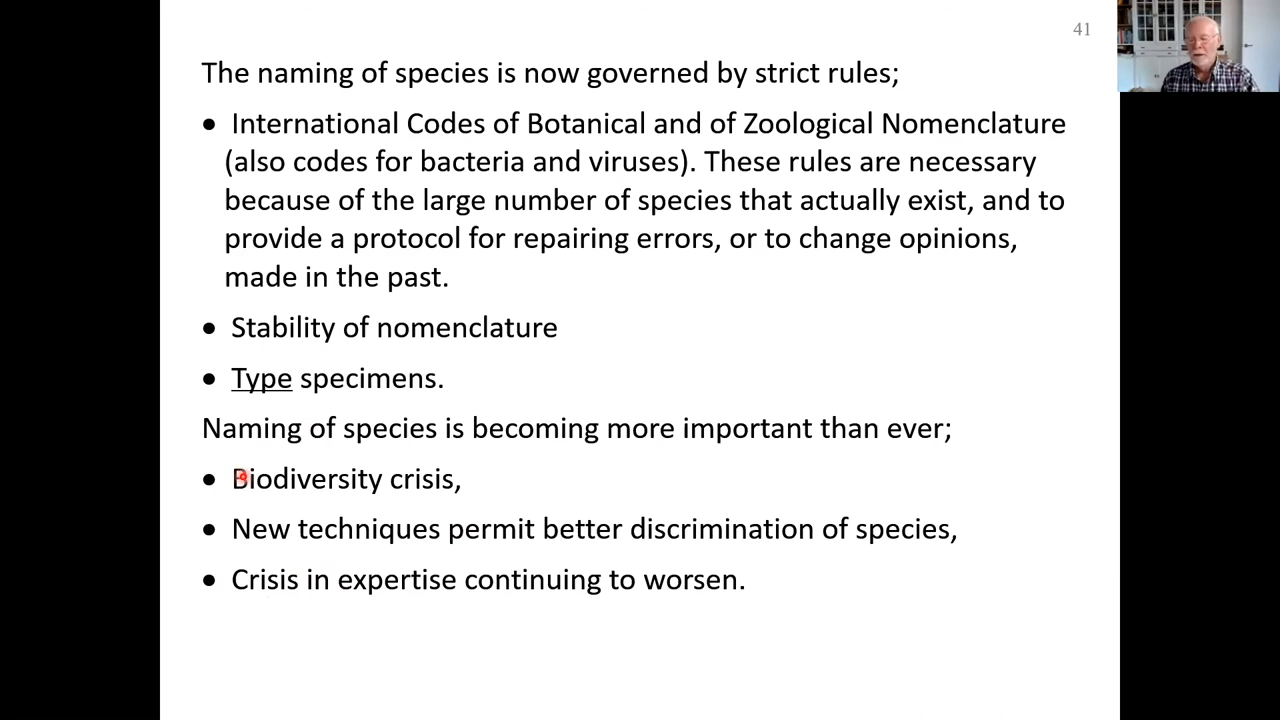 41
The naming of species is now governed by strict rules;
• International Codes of Botanical and of Zoological Nomenclature
(also codes for bacteria and viruses). These rules are necessary
because of the large number of species that actually exist, and to
provide a protocol for repairing errors, or to change opinions,
made in the past.
• Stability of nomenclature
• Type specimens.
Naming of species is becoming more important than ever;
• Biodiversity crisis,
• New techniques permit better discrimination of species,
• Crisis in expertise continuing to worsen.